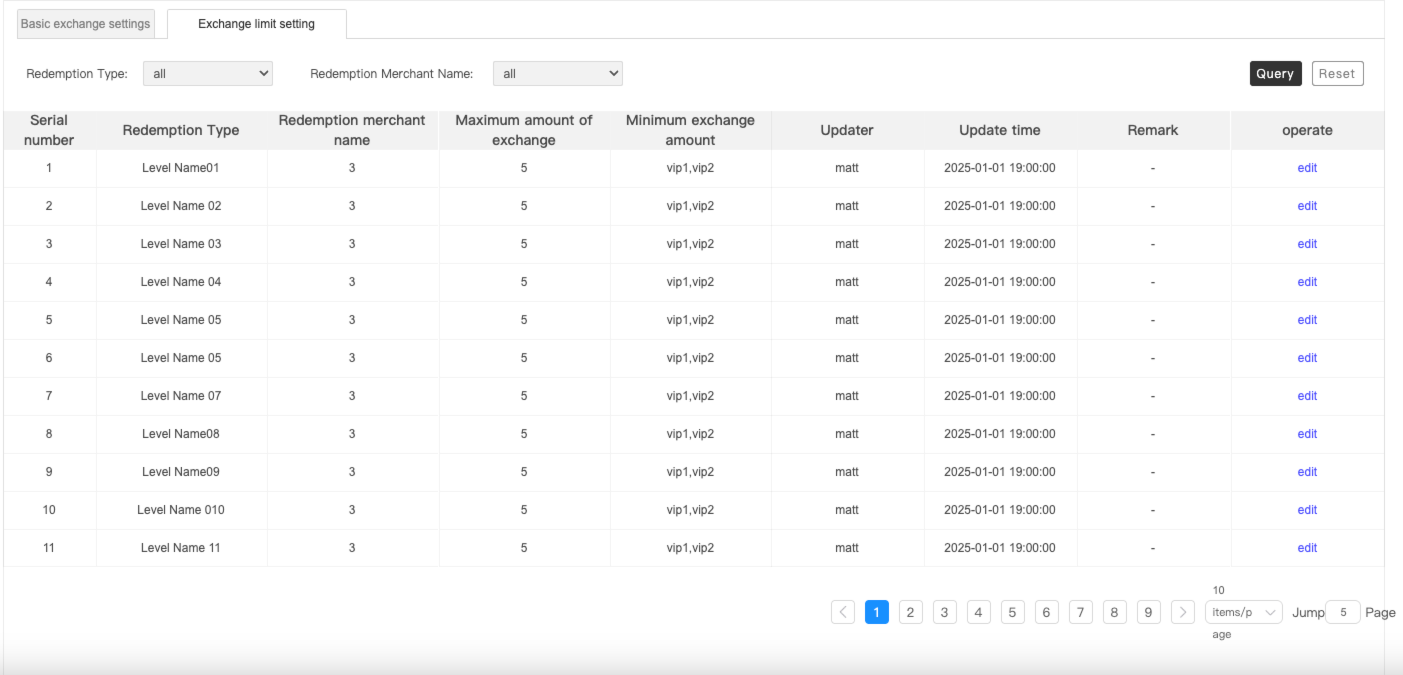 Basic exchange settings Exchange limit setting
Redemption Type: all Redemption Merchant Name: all Query Reset
Serial number Redemption Type Redemption merchant name Maximum amount of exchange Minimum exchange amount Updater Update time Remark operate
1 Level Name01 3 5 vip1,vip2 matt 2025-01-01 19:00:00 - edit
2 Level Name 02 3 5 vip1,vip2 matt 2025-01-01 19:00:00 - edit
3 Level Name 03 3 5 vip1,vip2 matt 2025-01-01 19:00:00 - edit
4 Level Name 04 3 5 vip1,vip2 matt 2025-01-01 19:00:00 - edit
5 Level Name 05 3 5 vip1,vip2 matt 2025-01-01 19:00:00 - edit
6 Level Name 05 3 5 vip1,vip2 matt 2025-01-01 19:00:00 - edit
7 Level Name 07 3 5 vip1,vip2 matt 2025-01-01 19:00:00 - edit
8 Level Name08 3 5 vip1,vip2 matt 2025-01-01 19:00:00 - edit
9 Level Name09 3 5 vip1,vip2 matt 2025-01-01 19:00:00 - edit
10 Level Name 010 3 5 vip1,vip2 matt 2025-01-01 19:00:00 - edit
11 Level Name 11 3 5 vip1,vip2 matt 2025-01-01 19:00:00 - edit
10
1 2 3 4 5 6 7 8 9 items/p Jump 5 Page
age